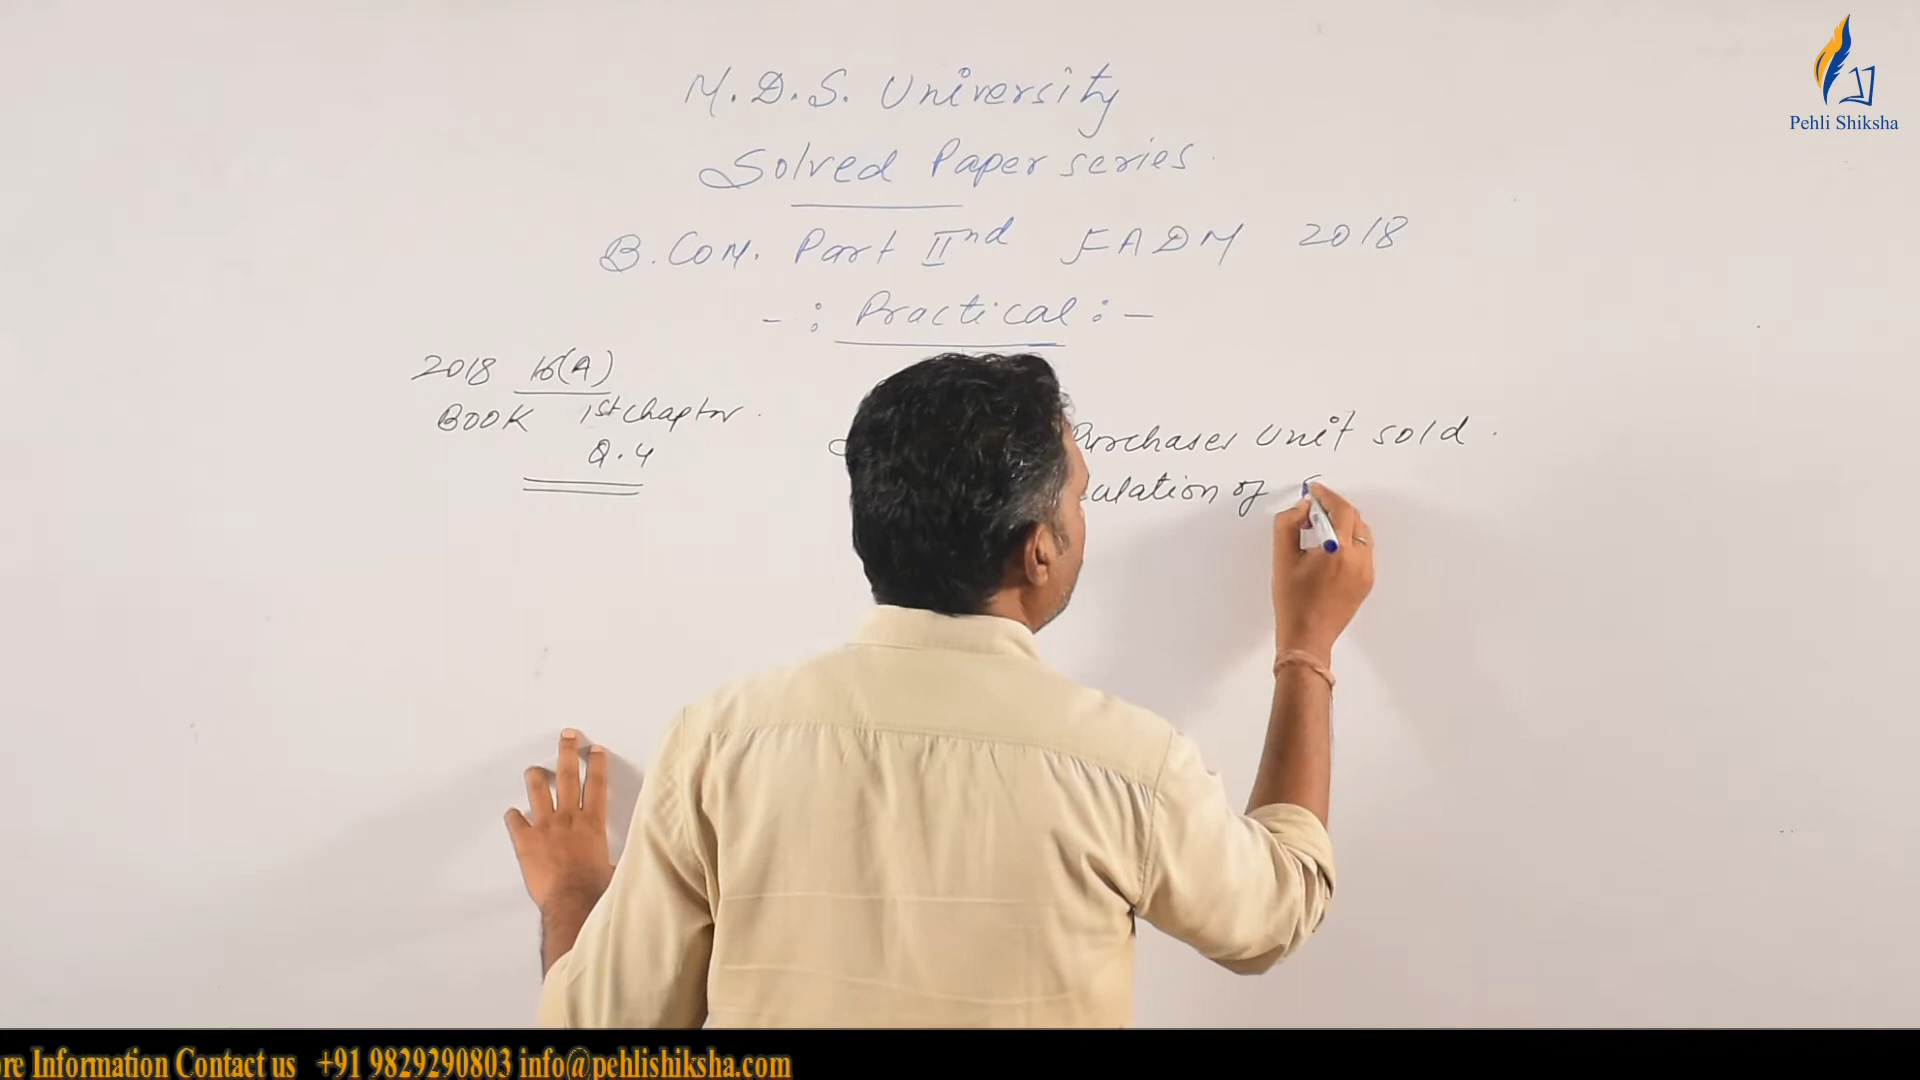 M.D.S. University
Solved Paper series
B.COM. Part IInd FADM 2018
-: Practical :-
2018 16(A)
BOOK 1st chapter.
Q.4
Purchases Unit sold.
culation of
Pehli Shiksha
re Information Contact us +91 9829290803 info@pehlishiksha.com